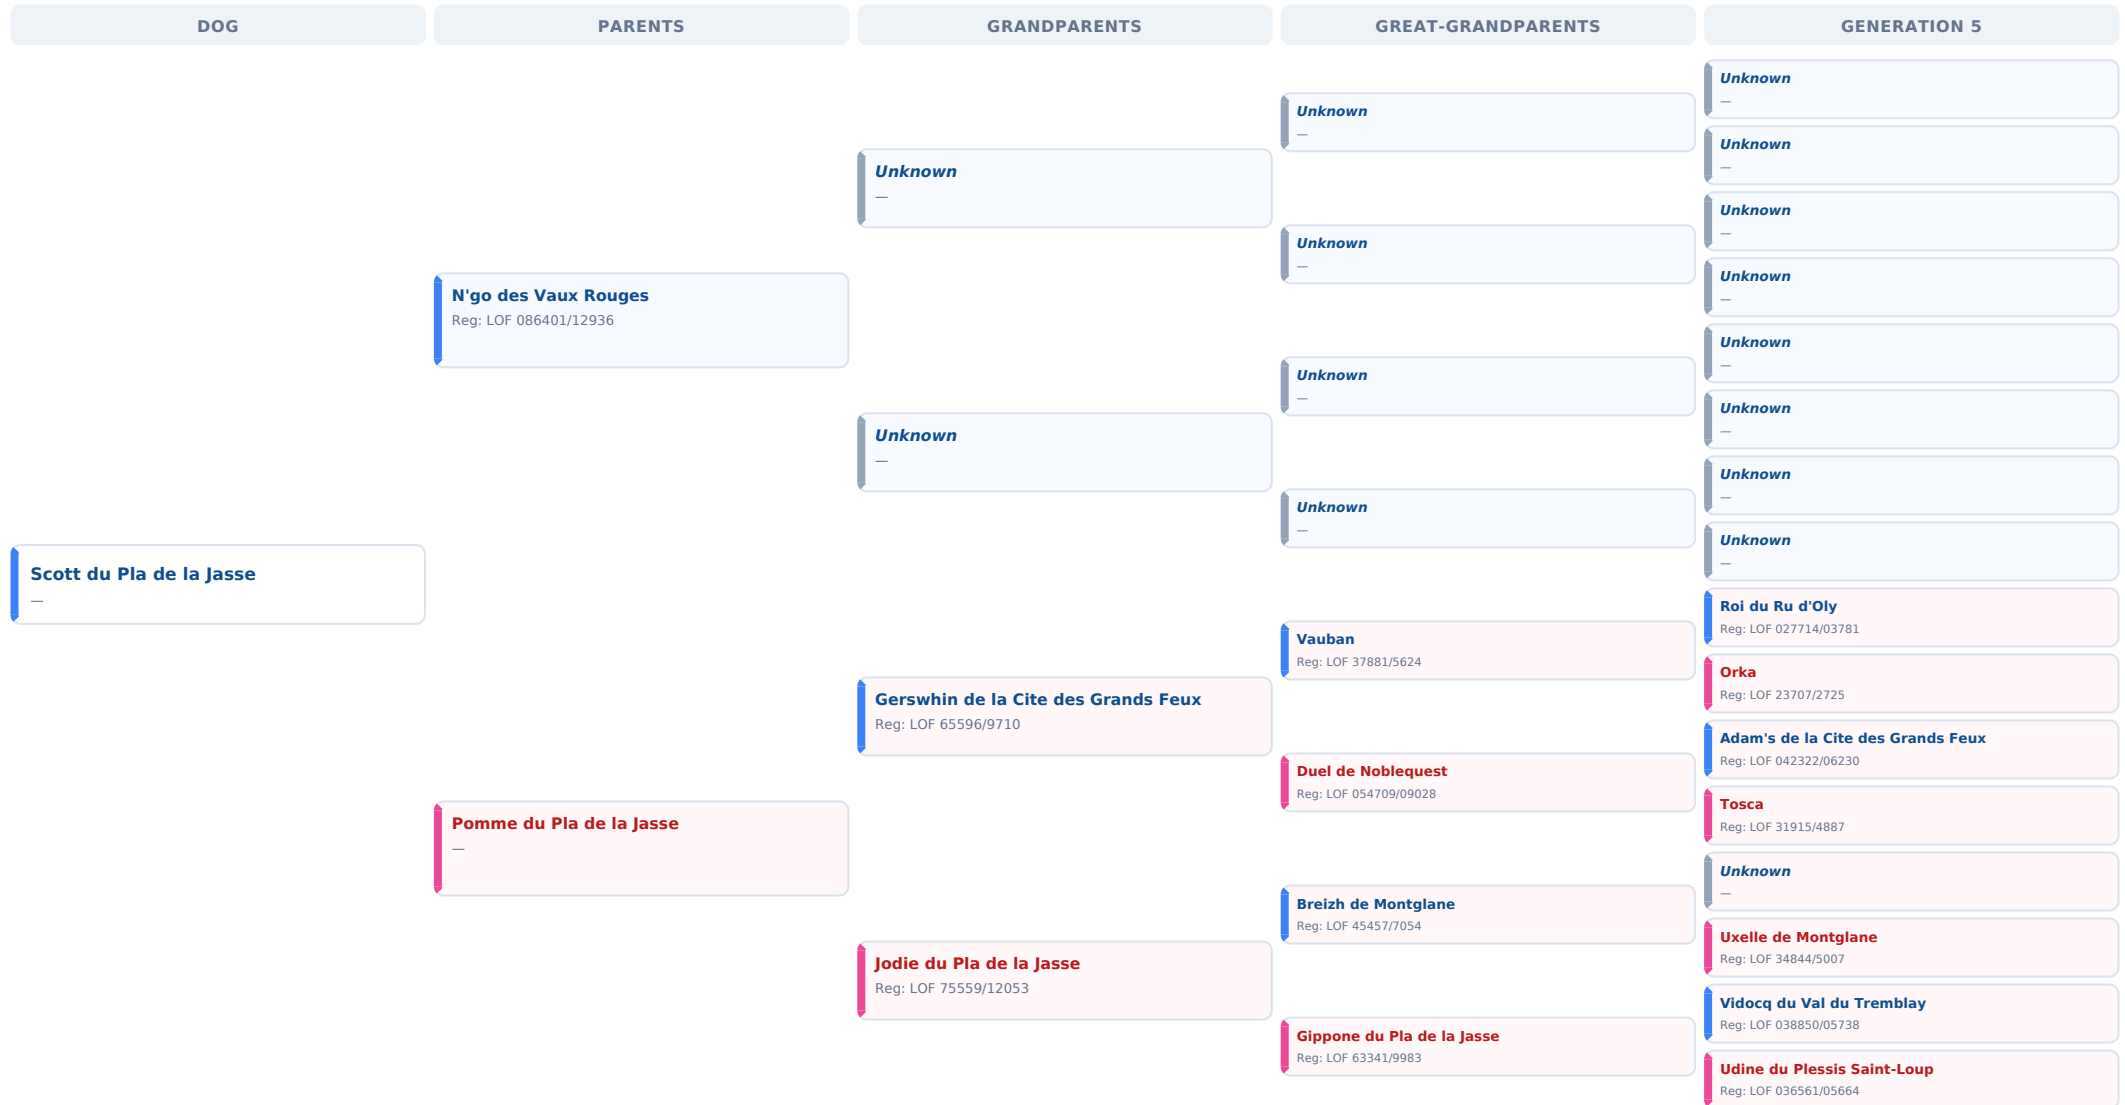 DOG
PARENTS
GRANDPARENTS
GREAT-GRANDPARENTS
GENERATION 5
Scott du Pla de la Jasse
—
N'go des Vaux Rouges
Reg: LOF 086401/12936
Pomme du Pla de la Jasse
—
Unknown
—
Unknown
—
Gerswhin de la Cite des Grands Feux
Reg: LOF 65596/9710
Jodie du Pla de la Jasse
Reg: LOF 75559/12053
Unknown
—
Unknown
—
Unknown
—
Unknown
—
Vauban
Reg: LOF 37881/5624
Duel de Noblequest
Reg: LOF 054709/09028
Breizh de Montglane
Reg: LOF 45457/7054
Gippone du Pla de la Jasse
Reg: LOF 63341/9983
Unknown
—
Unknown
—
Unknown
—
Unknown
—
Unknown
—
Unknown
—
Unknown
—
Unknown
—
Roi du Ru d'Oly
Reg: LOF 027714/03781
Orka
Reg: LOF 23707/2725
Adam's de la Cite des Grands Feux
Reg: LOF 042322/06230
Tosca
Reg: LOF 31915/4887
Unknown
—
Uxelle de Montglane
Reg: LOF 34844/5007
Vidocq du Val du Tremblay
Reg: LOF 038850/05738
Udine du Plessis Saint-Loup
Reg: LOF 036561/05664